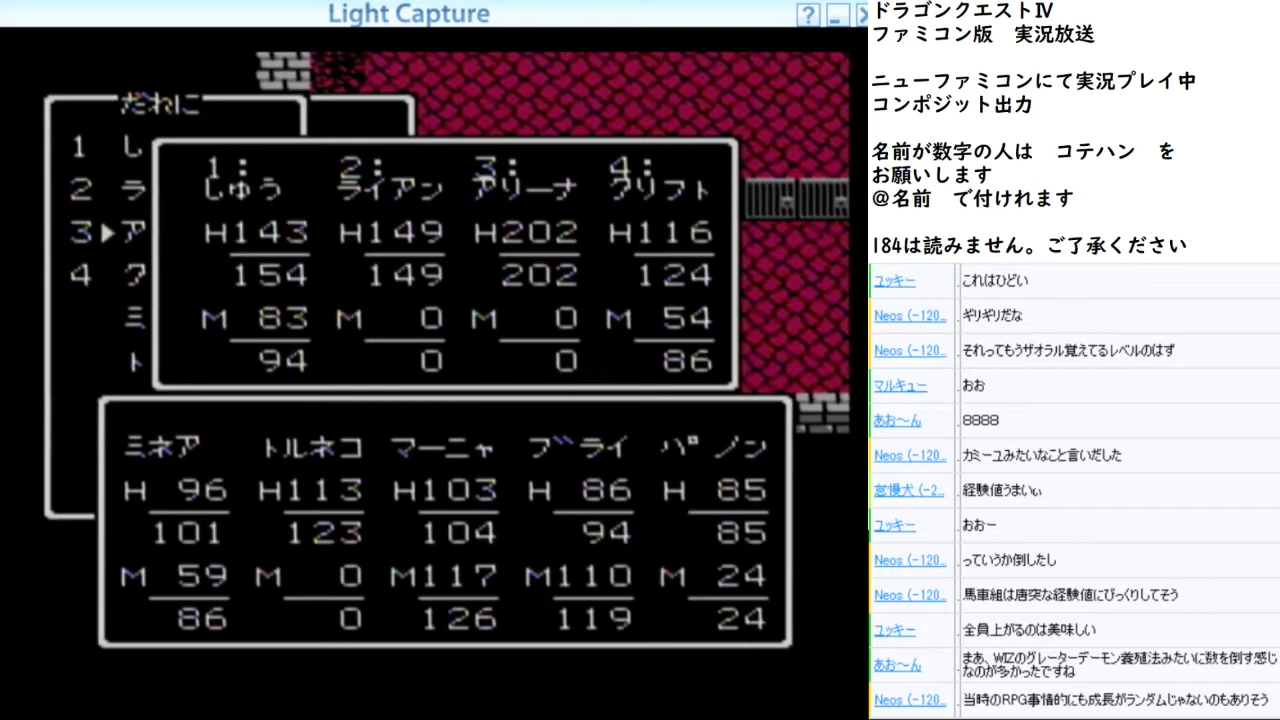 Light Capture
だれに
1 し
2 ラ
3 ▶ア
4 ク
ミ
ト
1: 2: 3: 4:
しゆう ライアン アリーナ クリフト
H143 H149 H202 H116
154 149 202 124
M 83 M 0 M 0 M 54
94 0 0 86
ミネア トルネコ マーニャ ブライ パノン
H 96 H113 H103 H 86 H 85
101 123 104 94 85
M 59 M 0 M117 M110 M 24
86 0 126 119 24
ドラゴンクエストⅣ
ファミコン版 実況放送
ニューファミコンにて実況プレイ中
コンポジット出力
名前が数字の人は コテハン を
お願いします
@名前 で付けれます
184は読みません。ご了承ください
ユッキー .これはひどい
Neos (-120... .ギリギリだな
Neos (-120... .それってもうザオラル覚えてるレベルのはず
マルキュー .おお
あお～ん .8888
Neos (-120... .カミーユみたいなこと言いだした
怠慢犬 (-2... .経験値うまいぃ
ユッキー .おおー
Neos (-120... .っていうか倒したし
Neos (-120... .馬車組は唐突な経験値にびっくりしてそう
ユッキー .全員上がるのは美味しい
あお～ん .まあ、WIZのグレーターデーモン養殖法みたいに数を倒す感じ
なのが多かったですね
Neos (-120... .当時のRPG事情的にも成長がランダムじゃないのもありそう